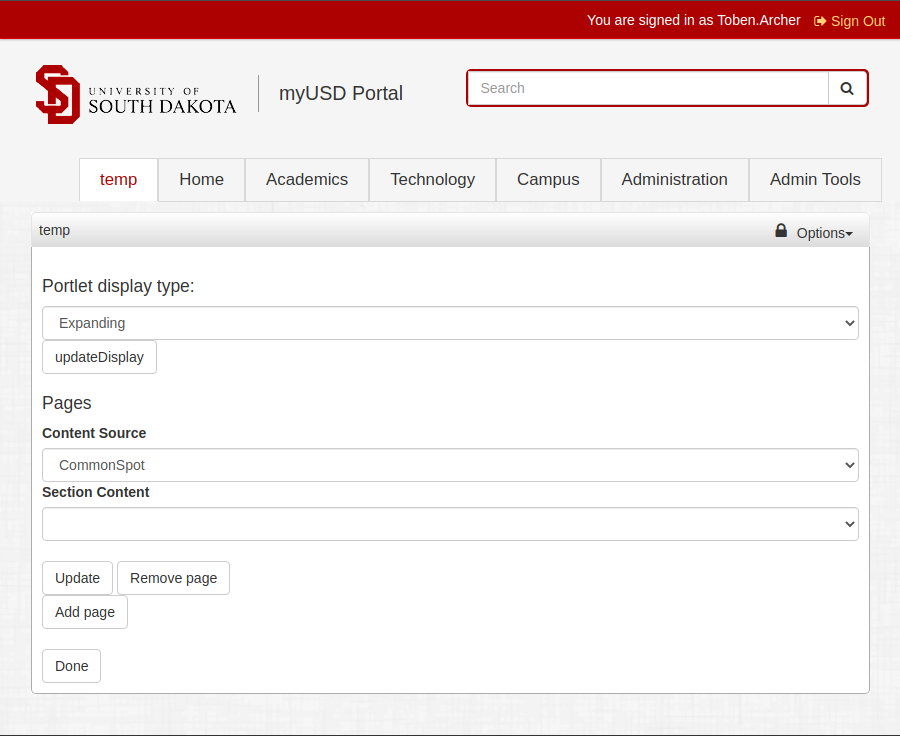 You are signed in as Toben.Archer Sign Out
UNIVERSITY OF
SOUTH DAKOTA
myUSD Portal
Search
temp Home Academics Technology Campus Administration Admin Tools
temp
Options
Portlet display type:
Expanding
updateDisplay
Pages
Content Source
CommonSpot
Section Content
Update Remove page
Add page
Done